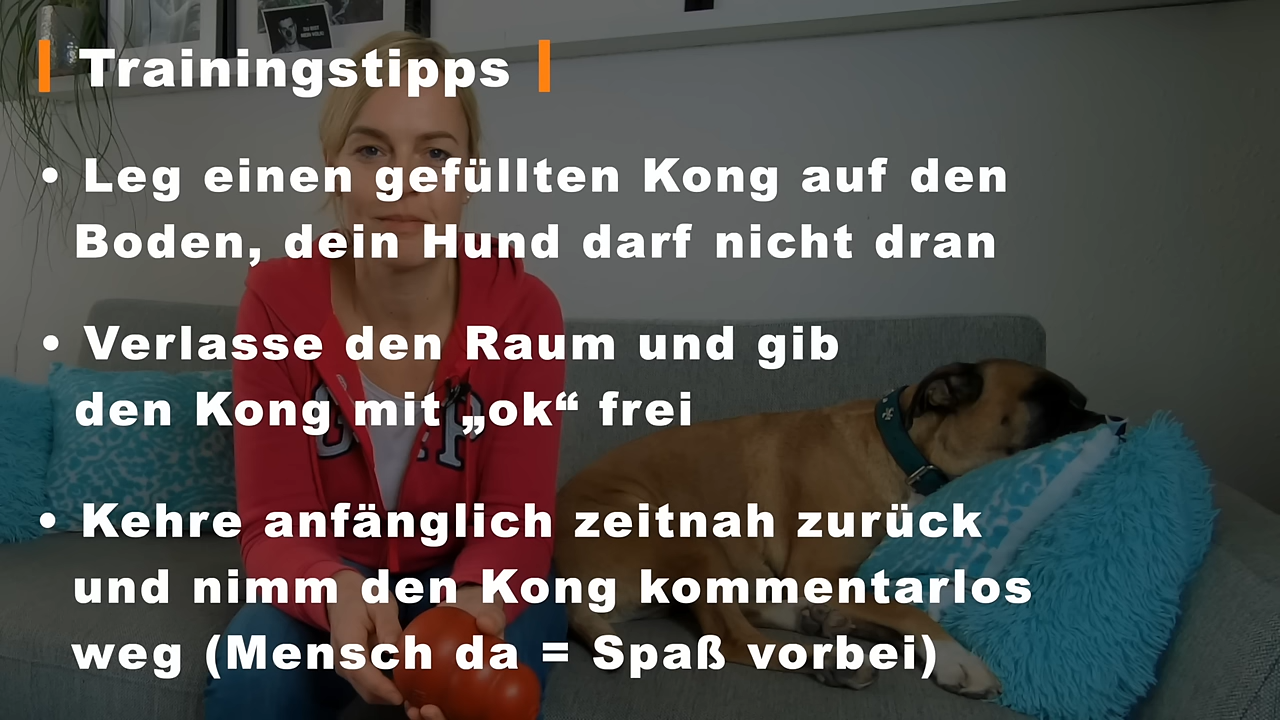 | Trainingstipps |
• Leg einen gefüllten Kong auf den
Boden, dein Hund darf nicht dran
• Verlasse den Raum und gib
den Kong mit „ok“ frei
• Kehre anfänglich zeitnah zurück
und nimm den Kong kommentarlos
weg (Mensch da = Spaß vorbei)